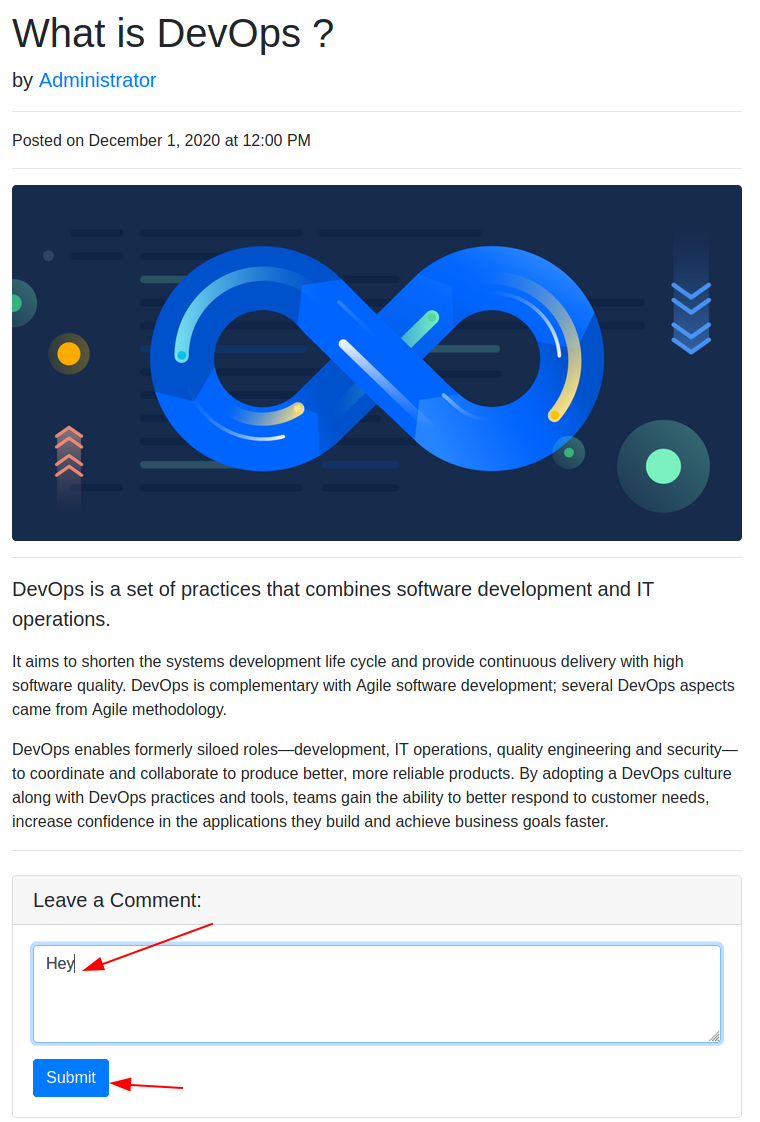 What is DevOps ?
by Administrator
Posted on December 1, 2020 at 12:00 PM
DevOps is a set of practices that combines software development and IT
operations.
It aims to shorten the systems development life cycle and provide continuous delivery with high
software quality. DevOps is complementary with Agile software development; several DevOps aspects
came from Agile methodology.
DevOps enables formerly siloed roles—development, IT operations, quality engineering and security—
to coordinate and collaborate to produce better, more reliable products. By adopting a DevOps culture
along with DevOps practices and tools, teams gain the ability to better respond to customer needs,
increase confidence in the applications they build and achieve business goals faster.
Leave a Comment:
Hey
Submit